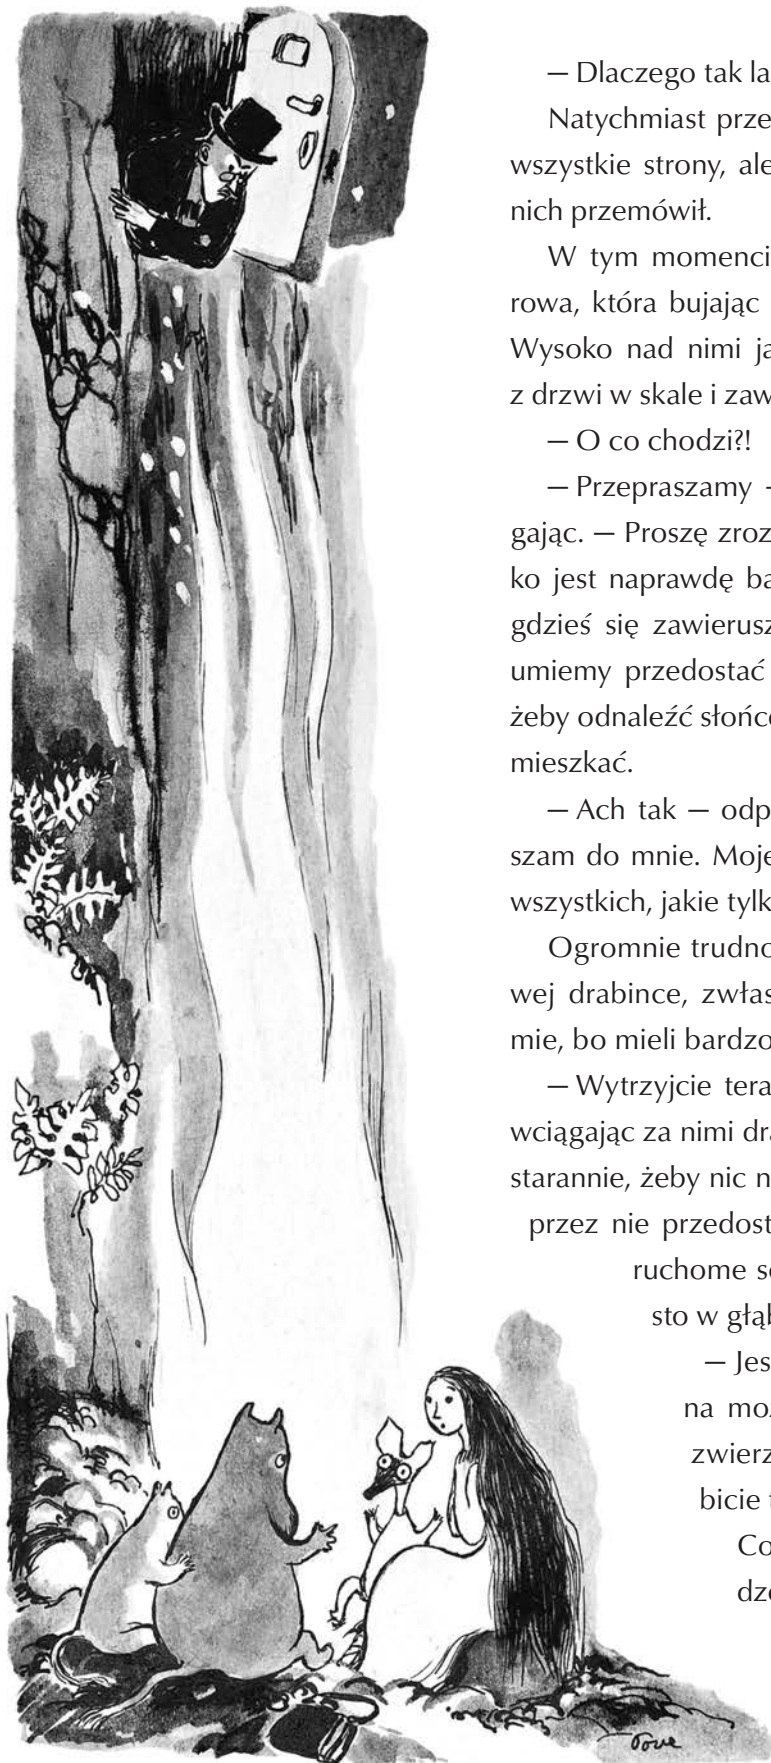 — Dlaczego tak la
Natychmiast prze
wszystkie strony, ale
nich przemówił.
W tym momenci
rowa, która bujając
Wysoko nad nimi ja
z drzwi w skale i zaw
— O co chodzi?!
— Przepraszamy -
gając. — Proszę zroz
ko jest naprawdę ba
gdzieś się zawierusz
umiemy przedostać
żeby odnaleźć słońce
mieszkać.
— Ach tak — odp
szam do mnie. Moje
wszystkich, jakie tylk
Ogromnie trudno
wej drabince, zwłas
mie, bo mieli bardzo
— Wytrzyjcie tera
wciągając za nimi dra
starannie, żeby nic n
przez nie przedost
ruchome sc
sto w głąb
— Jes
na moż
zwierz
bicie t
Co
dze
Tove